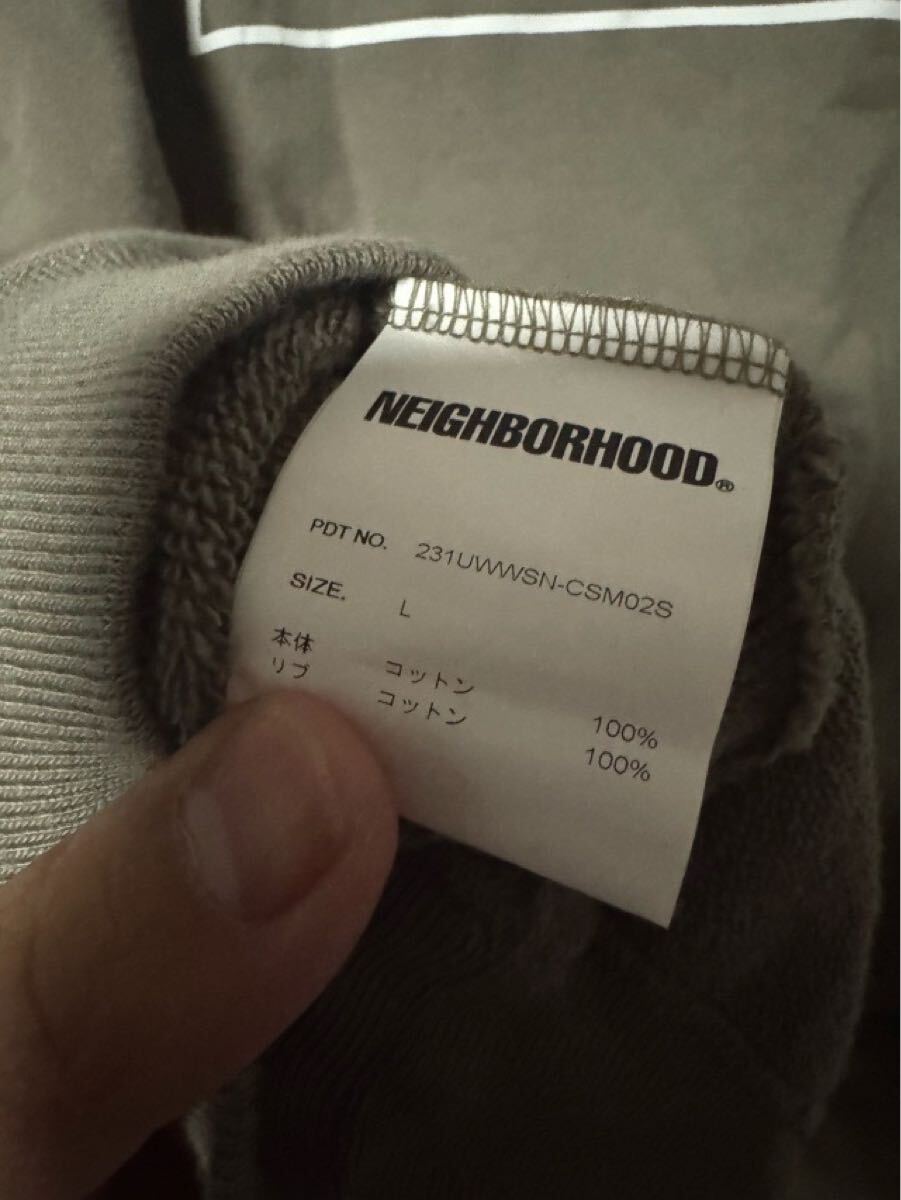 NEIGHBORHOOD®
PDT NO. 231UWWSN-CSM02S
SIZE. L
本体 コットン 100%
リブ コットン 100%